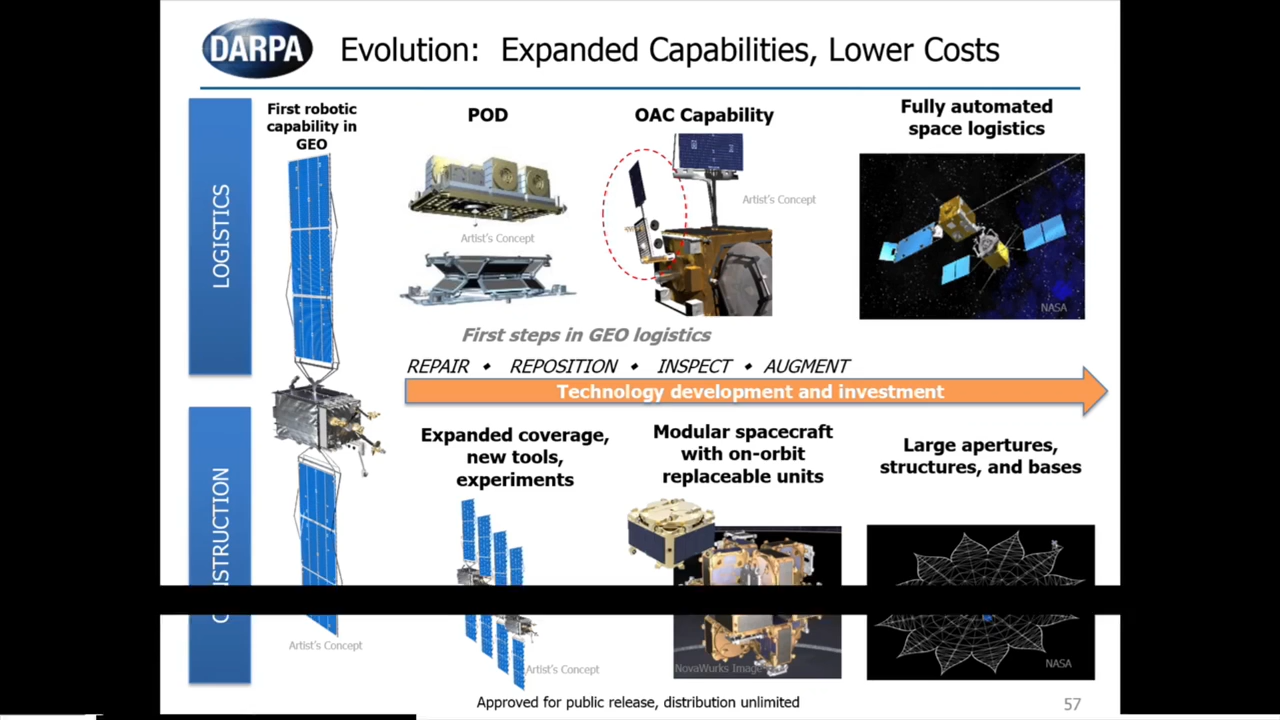 DARPA
Evolution: Expanded Capabilities, Lower Costs
LOGISTICS
First robotic
capability in
GEO
POD
OAC Capability
Fully automated
space logistics
Artist's Concept
Artist's Concept
NASA
First steps in GEO logistics
REPAIR ◆ REPOSITION ◆ INSPECT ◆ AUGMENT
Technology development and investment
Expanded coverage,
new tools,
experiments
Modular spacecraft
with on-orbit
replaceable units
Large apertures,
structures, and bases
Artist's Concept
Artist's Concept
NovaWurks
NASA
Approved for public release, distribution unlimited
57